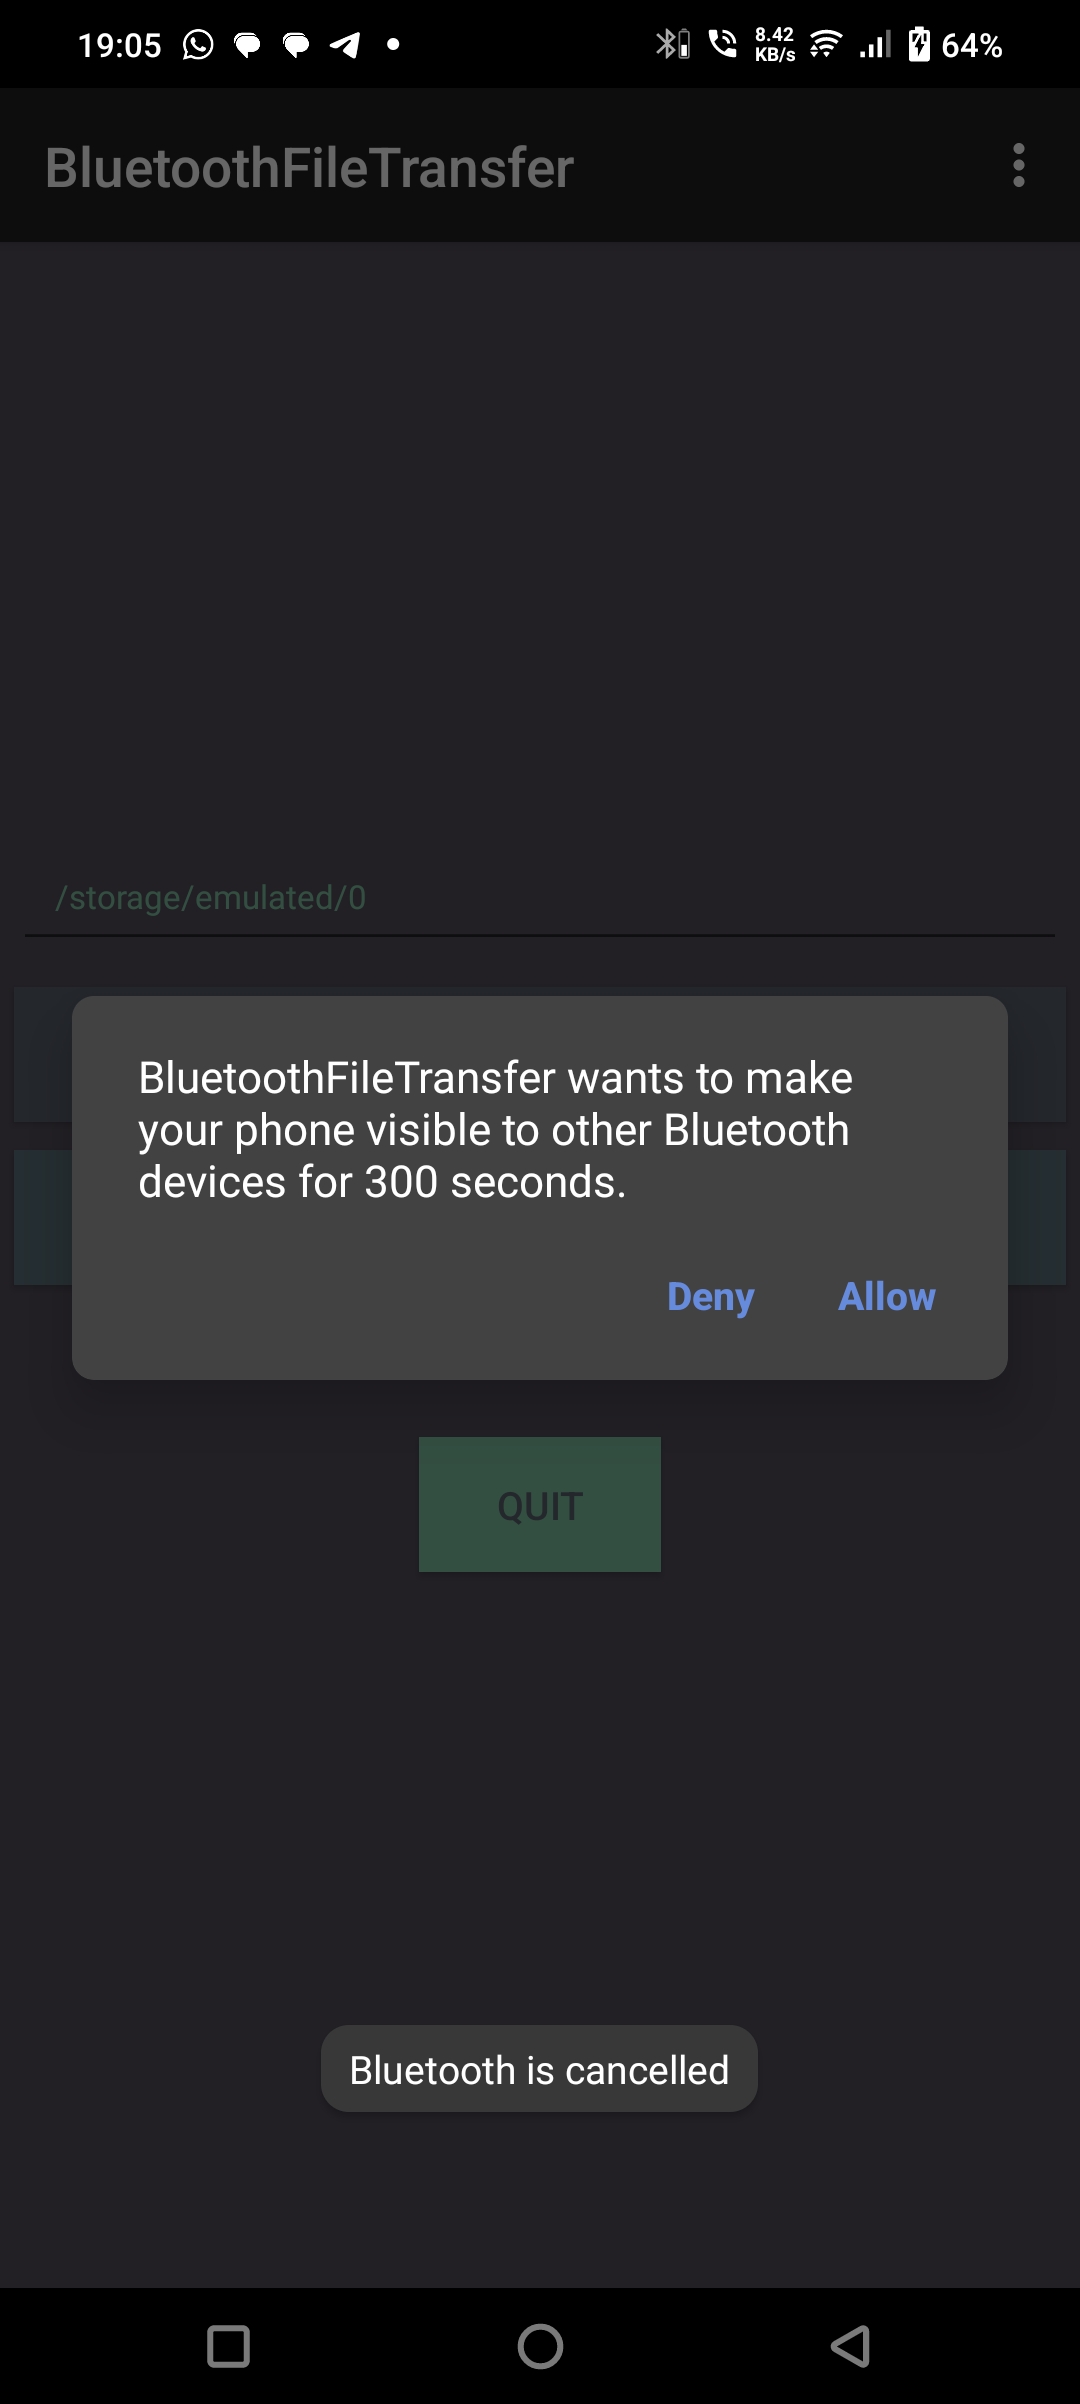 19:05
8.42
KB/s
64%
BluetoothFileTransfer
/storage/emulated/0
BluetoothFileTransfer wants to make
your phone visible to other Bluetooth
devices for 300 seconds.
Deny
Allow
QUIT
Bluetooth is cancelled